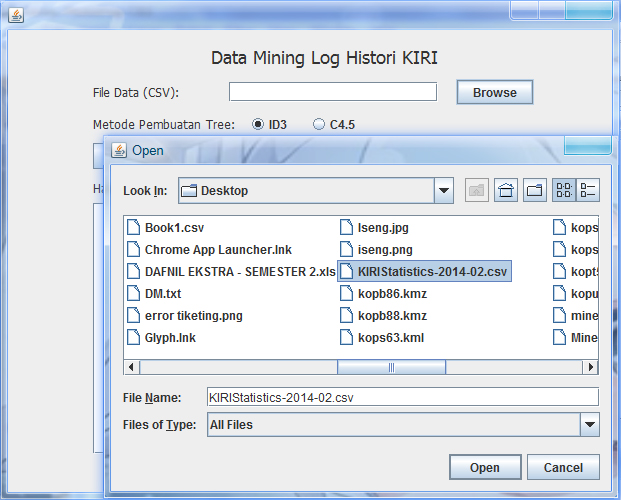 Data Mining Log Histori KIRI
File Data (CSV):
Browse
Metode Pembuatan Tree: ID3 C4.5
Ha
Open
Look In: Desktop
Book1.csv
Chrome App Launcher.lnk
DAFNIL EKSTRA - SEMESTER 2.xls
DM.txt
error tiketing.png
Glyph.lnk
Iseng.jpg
iseng.png
KIRIStatistics-2014-02.csv
kopb86.kmz
kopb88.kmz
kops63.kml
kops
kops
kopt5
kopu
mine
Mine
File Name: KIRIStatistics-2014-02.csv
Files of Type: All Files
Open Cancel